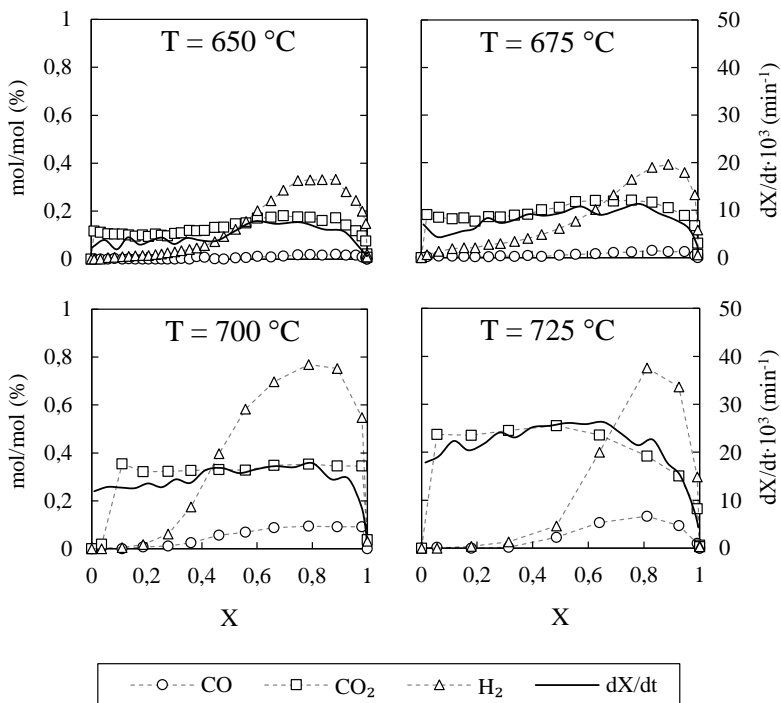 T = 650 °C
T = 675 °C
mol/mol (%)
1
0,8
0,6
0,4
0,2
0
50
40
30
20
10
0
dX/dt·10³ (min⁻¹)
T = 700 °C
T = 725 °C
mol/mol (%)
1
0,8
0,6
0,4
0,2
0
50
40
30
20
10
0
dX/dt·10³ (min⁻¹)
0 0,2 0,4 0,6 0,8 1
0 0,2 0,4 0,6 0,8 1
X
X
CO CO₂ H₂ dX/dt